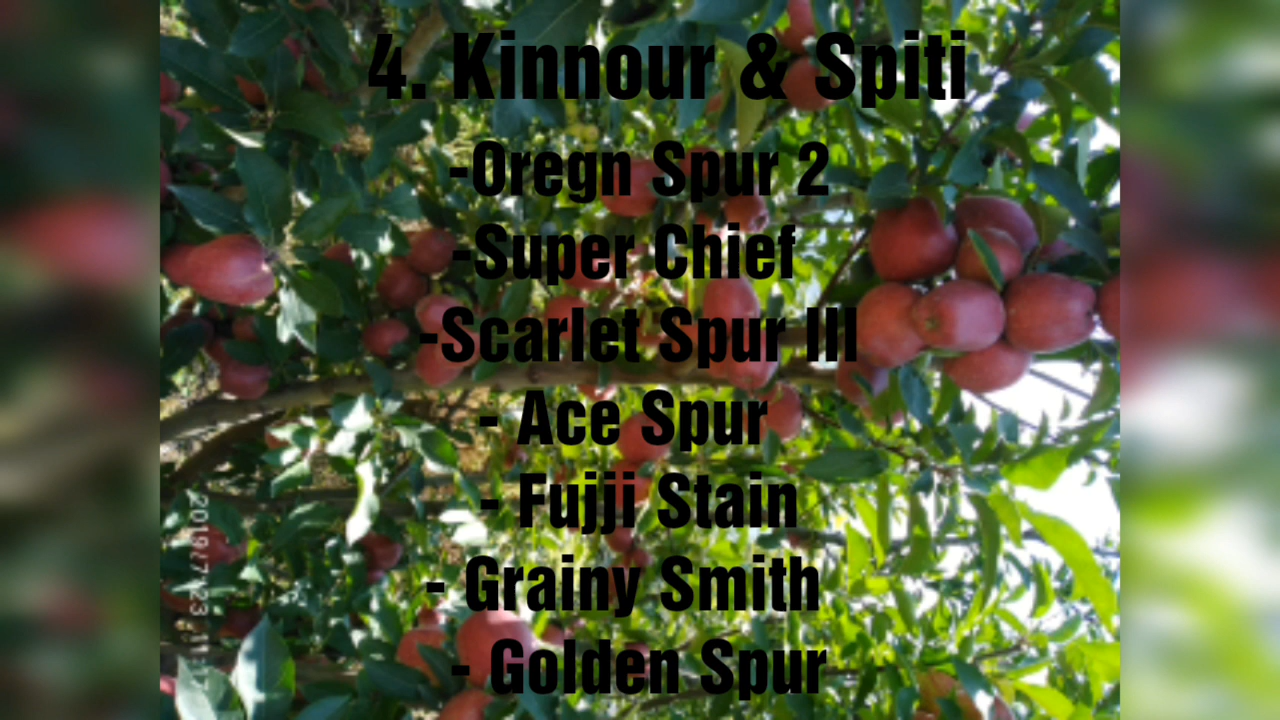 4. Kinnour & Spiti
-Oregn Spur 2
-Super Chief
-Scarlet Spur III
- Ace Spur
- Fujji Stain
- Grainy Smith
- Golden Spur